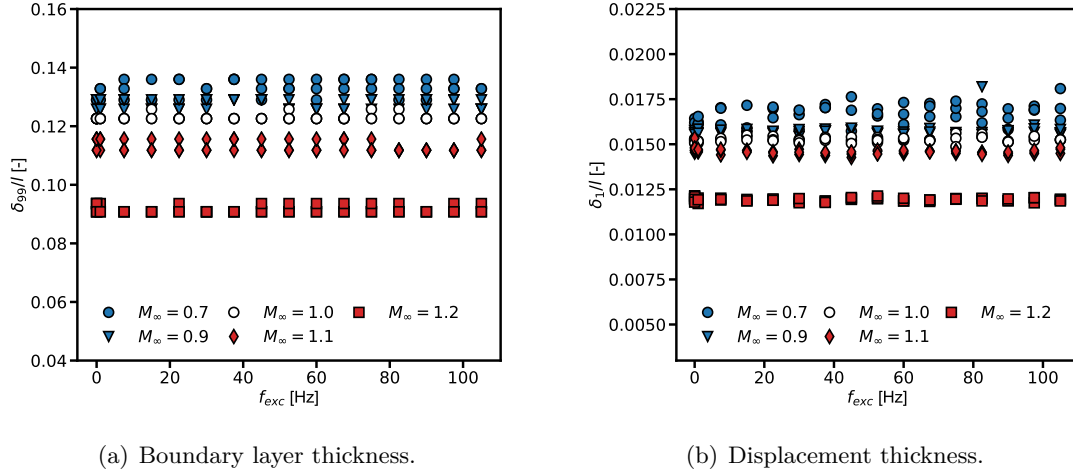 0.16
0.14
0.12
0.10
0.08
0.06
0.04
δ99/l [-]
0 20 40 60 80 100
fexc [Hz]
M∞ = 0.7 M∞ = 1.0 M∞ = 1.2
M∞ = 0.9 M∞ = 1.1
(a) Boundary layer thickness.
0.0225
0.0200
0.0175
0.0150
0.0125
0.0100
0.0075
0.0050
δ1/l [-]
0 20 40 60 80 100
fexc [Hz]
M∞ = 0.7 M∞ = 1.0 M∞ = 1.2
M∞ = 0.9 M∞ = 1.1
(b) Displacement thickness.